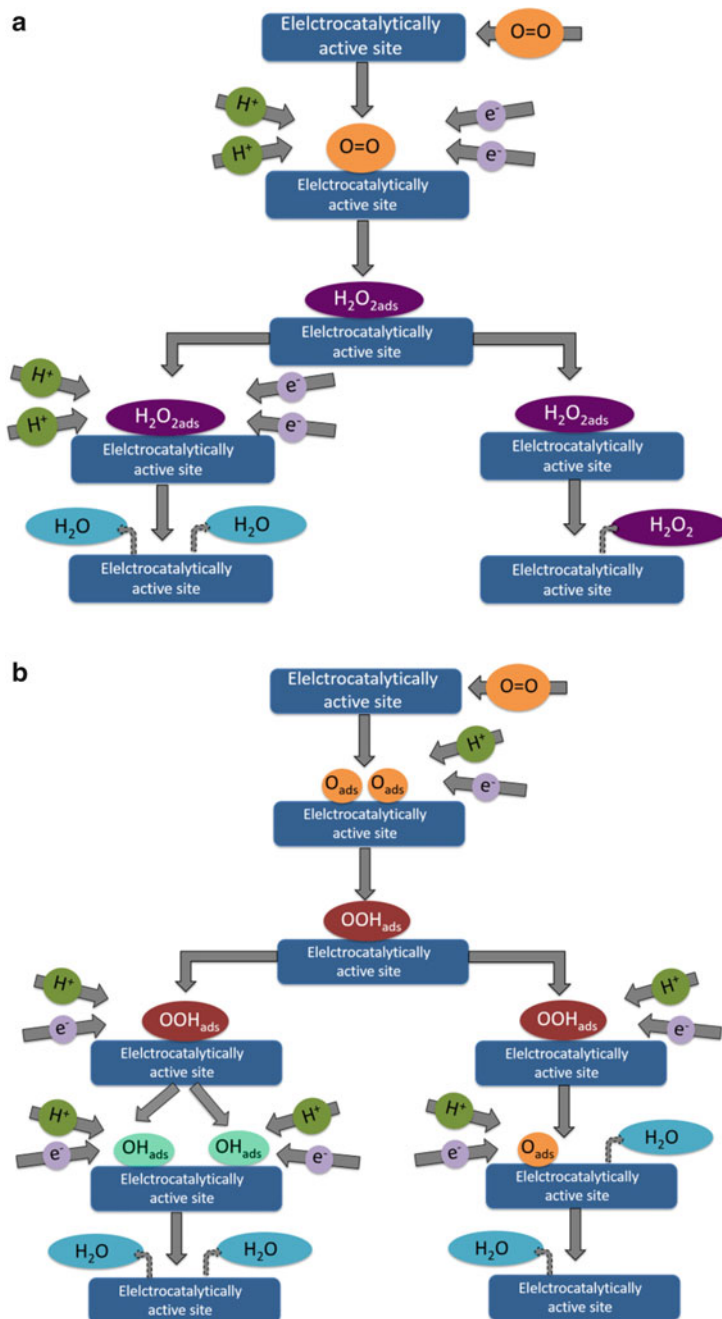 a
Elelctrocatalytically
active site
O=O
H⁺
H⁺
O=O
e⁻
e⁻
Elelctrocatalytically
active site
H₂O₂ads
Elelctrocatalytically
active site
H⁺
H⁺
H₂O₂ads
e⁻
e⁻
Elelctrocatalytically
active site
H₂O
H₂O
Elelctrocatalytically
active site
H₂O₂ads
Elelctrocatalytically
active site
H₂O₂
Elelctrocatalytically
active site
b
Elelctrocatalytically
active site
O=O
H⁺
e⁻
Oads
Oads
Elelctrocatalytically
active site
OOHads
Elelctrocatalytically
active site
H⁺
e⁻
OOHads
Elelctrocatalytically
active site
H⁺
e⁻
OHads
OHads
H⁺
e⁻
Elelctrocatalytically
active site
H₂O
H₂O
Elelctrocatalytically
active site
H⁺
e⁻
OOHads
Elelctrocatalytically
active site
H⁺
e⁻
Oads
H₂O
Elelctrocatalytically
active site
H₂O
Elelctrocatalytically
active site